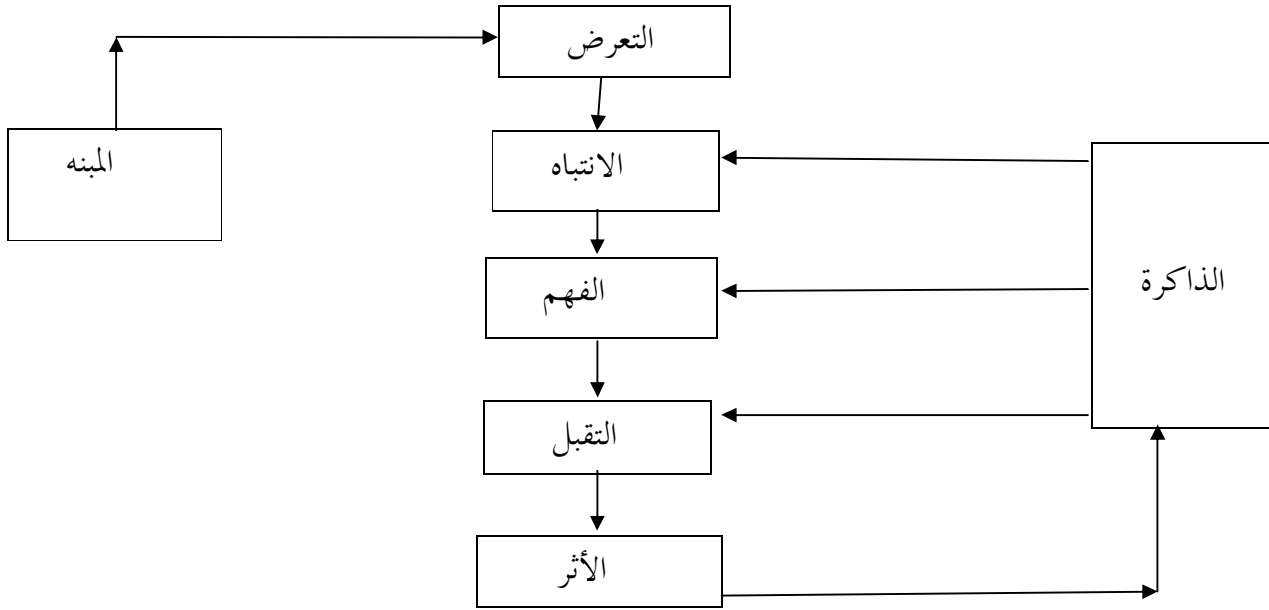 التعرض
المبنه
الانتباه
الذاكرة
الفهم
التقبل
الأثر